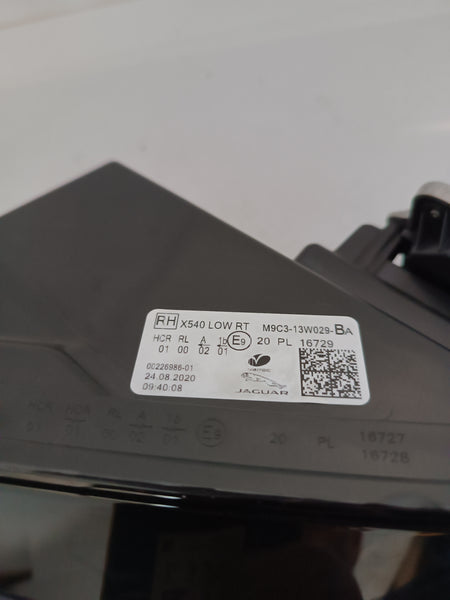 RH X540 LOW RT M9C3-13W029-BA
HCR RL A 1b E9 20 PL 16729
01 00 02 01
00226986-01
24.08.2020
09:40:08
valeo
JAGUAR
HCR HCR RL A 1b E9 20 PL 16727
01 01 00 02 01 16728